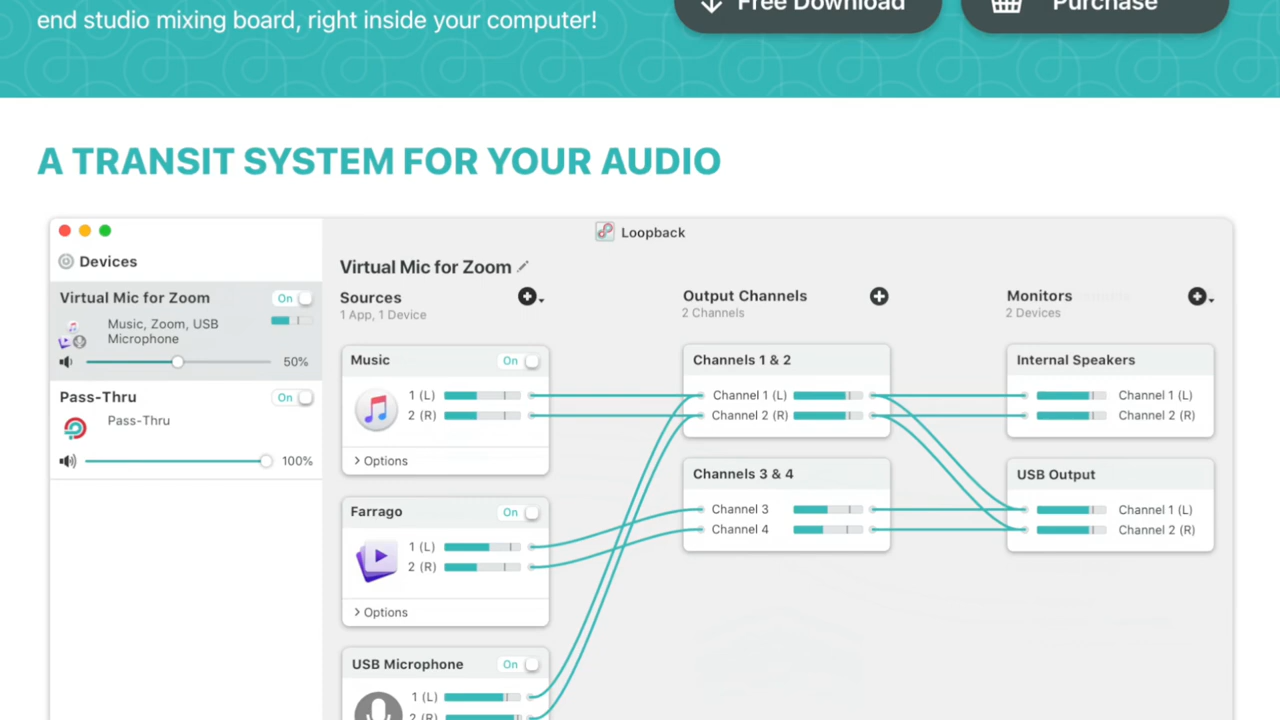 end studio mixing board, right inside your computer!
Free Download
Purchase
A TRANSIT SYSTEM FOR YOUR AUDIO
Loopback
Devices
Virtual Mic for Zoom
On
Music, Zoom, USB
Microphone
50%
Pass-Thru
On
Pass-Thru
100%
Virtual Mic for Zoom
Sources
1 App, 1 Device
Music
On
1 (L)
2 (R)
> Options
Farrago
On
1 (L)
2 (R)
> Options
USB Microphone
On
1 (L)
2 (R)
Output Channels
2 Channels
Channels 1 & 2
Channel 1 (L)
Channel 2 (R)
Channels 3 & 4
Channel 3
Channel 4
Monitors
2 Devices
Internal Speakers
Channel 1 (L)
Channel 2 (R)
USB Output
Channel 1 (L)
Channel 2 (R)